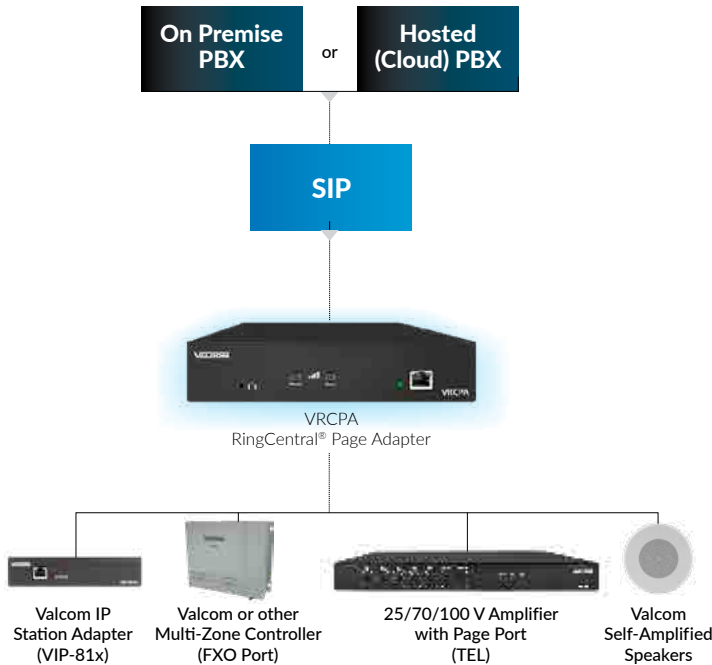 On Premise
PBX
or
Hosted
(Cloud) PBX
SIP
VALCOM
VRCPA
VRCPA
RingCentral® Page Adapter
Valcom IP
Station Adapter
(VIP-81x)
Valcom or other
Multi-Zone Controller
(FXO Port)
25/70/100 V Amplifier
with Page Port
(TEL)
Valcom
Self-Amplified
Speakers